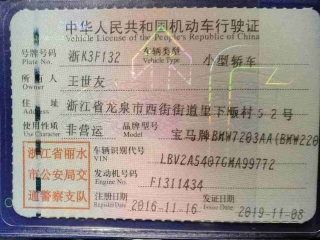 中华人民共和国机动车行驶证
Vehicle License of the People's Republic of China
号牌号码 浙K3F132 车辆类型 小型轿车
Plate No. Vehicle Type
所有人 王世友
Owner
住址 浙江省龙泉市西街街道里下畈村52号
Address
使用性质 非营运 品牌型号 宝马牌BMW7203AA(BMW220
Use Character Model
浙江省丽水 车辆识别代号 LBV2A5407GMA99772
VIN
市公安局交 发动机号码 F1311434
Engine No.
通警察支队 注册日期 2016-11-16 发证日期 2019-11-08
Register Date Issue Date